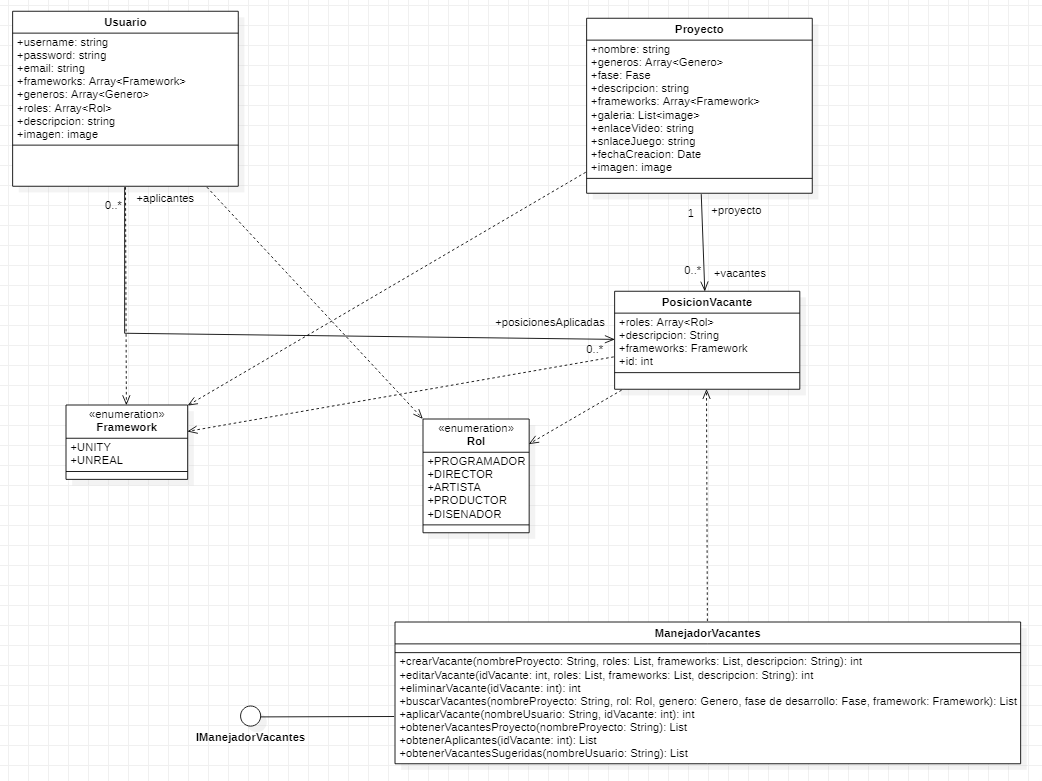 Usuario
+username: string
+password: string
+email: string
+frameworks: Array<Framework>
+generos: Array<Genero>
+roles: Array<Rol>
+descripcion: string
+imagen: image
Proyecto
+nombre: string
+generos: Array<Genero>
+fase: Fase
+descripcion: string
+frameworks: Array<Framework>
+galeria: List<image>
+enlaceVideo: string
+snlaceJuego: string
+fechaCreacion: Date
+imagen: image
0..*
+aplicantes
1
+proyecto
0..*
+vacantes
PosicionVacante
+roles: Array<Rol>
+descripcion: String
+frameworks: Framework
+id: int
+posicionesAplicadas
0..*
«enumeration»
Framework
+UNITY
+UNREAL
«enumeration»
Rol
+PROGRAMADOR
+DIRECTOR
+ARTISTA
+PRODUCTOR
+DISENADOR
ManejadorVacantes
+crearVacante(nombreProyecto: String, roles: List, frameworks: List, descripcion: String): int
+editarVacante(idVacante: int, roles: List, frameworks: List, descripcion: String): int
+eliminarVacante(idVacante: int): int
+buscarVacantes(nombreProyecto: String, rol: Rol, genero: Genero, fase de desarrollo: Fase, framework: Framework): List
+aplicarVacante(nombreUsuario: String, idVacante: int): int
+obtenerVacantesProyecto(nombreProyecto: String): List
+obtenerAplicantes(idVacante: int): List
+obtenerVacantesSugeridas(nombreUsuario: String): List
IManejadorVacantes